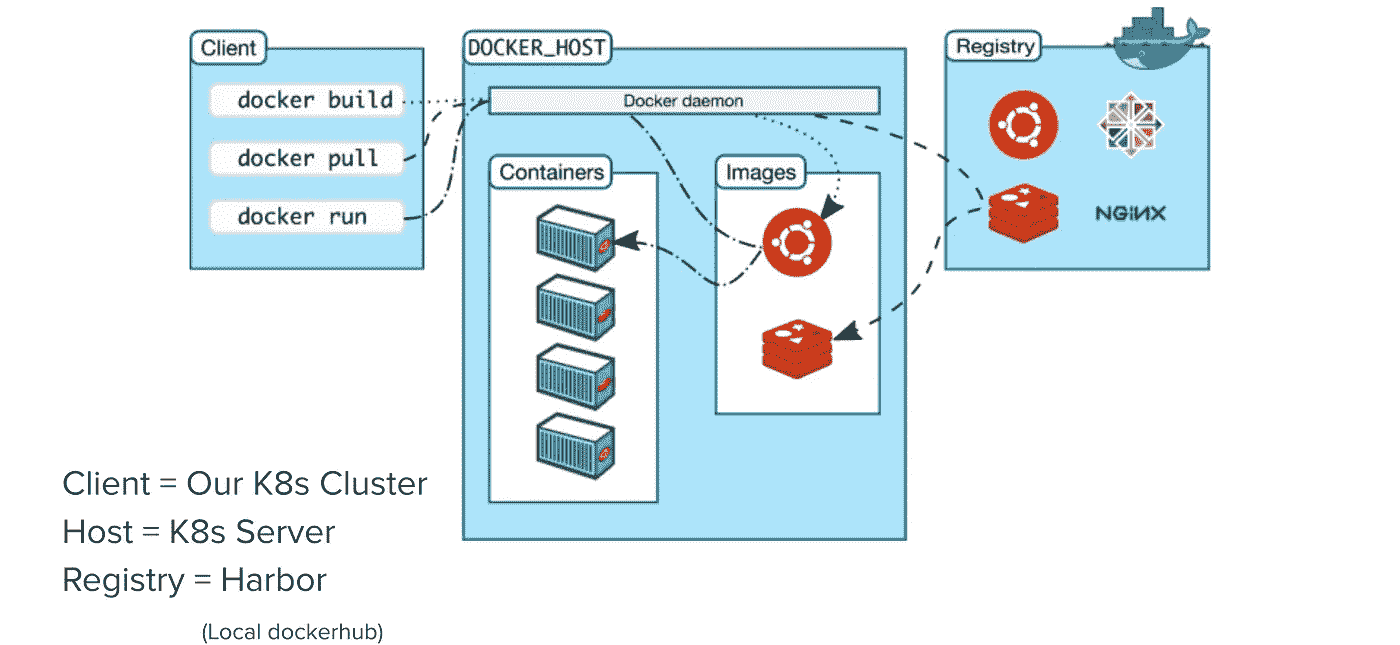 Client
docker build
docker pull
docker run
DOCKER_HOST
Docker daemon
Containers
Images
Registry
NGiNX
Client = Our K8s Cluster
Host = K8s Server
Registry = Harbor
(Local dockerhub)